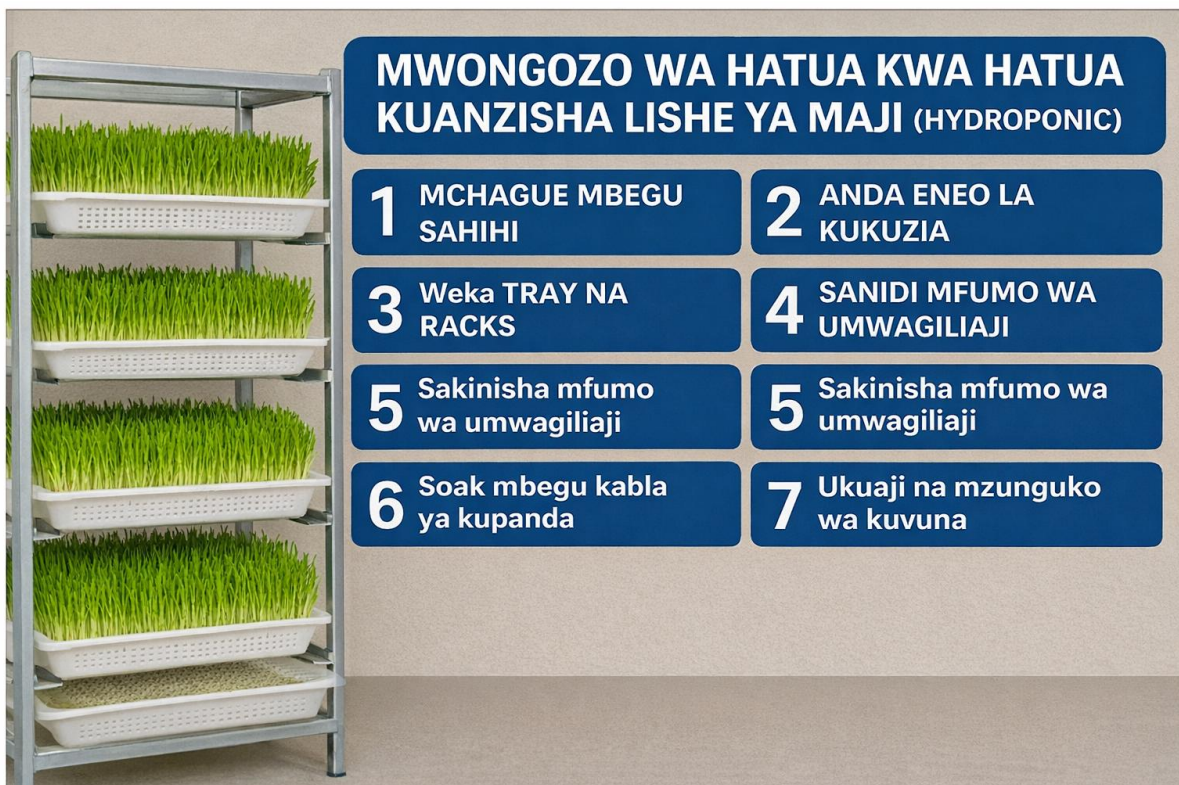 MWONGOZO WA HATUA KWA HATUA
KUANZISHA LISHE YA MAJI (HYDROPONIC)
1 MCHAGUE MBEGU
SAHIHI
2 ANDA ENEO LA
KUKUZIA
3 Weka TRAY NA
RACKS
4 SANIDI MFUMO WA
UMWAGILIAJI
5 Sakinisha mfumo
wa umwagiliaji
5 Sakinisha mfumo wa
umwagiliaji
6 Soak mbegu kabla
ya kupanda
7 Ukuaji na mzunguko
wa kuvuna